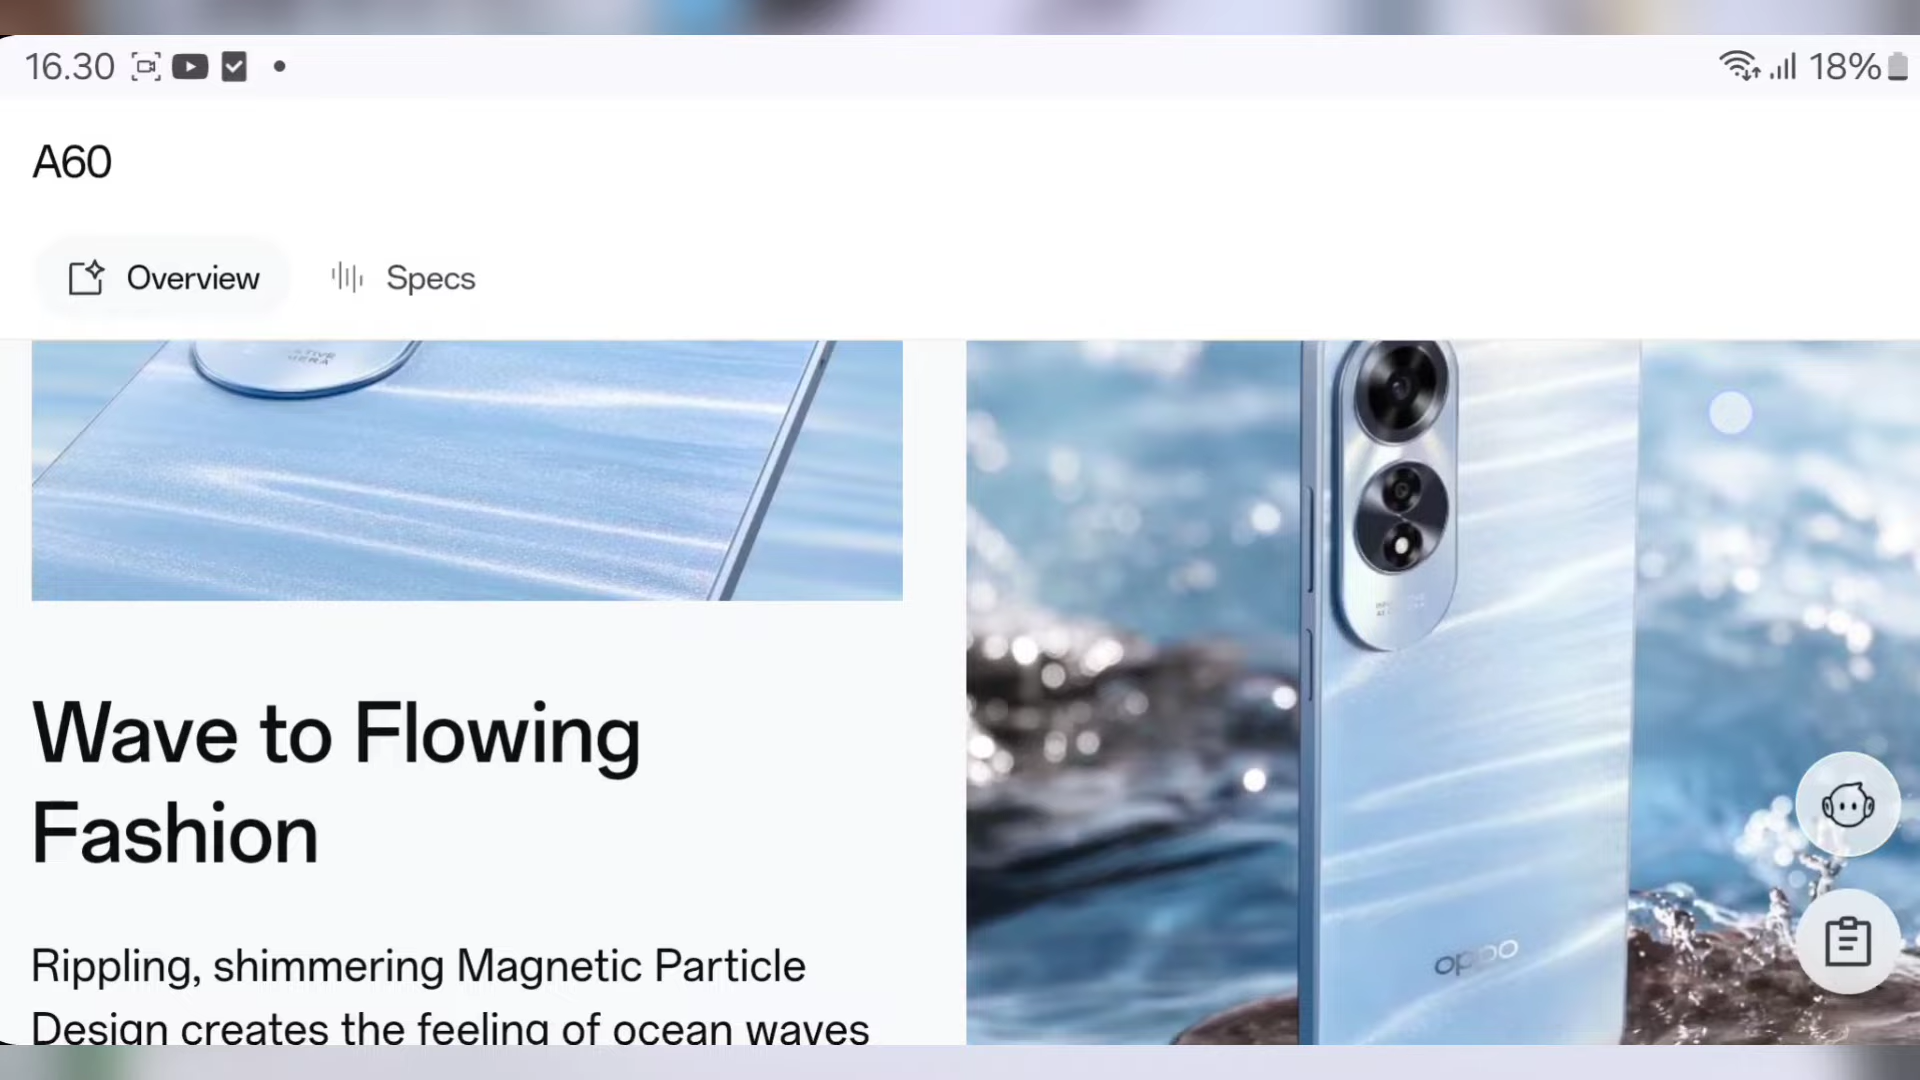 16.30
18%
A60
Overview
Specs
Wave to Flowing
Fashion
Rippling, shimmering Magnetic Particle
Design creates the feeling of ocean waves
oppo